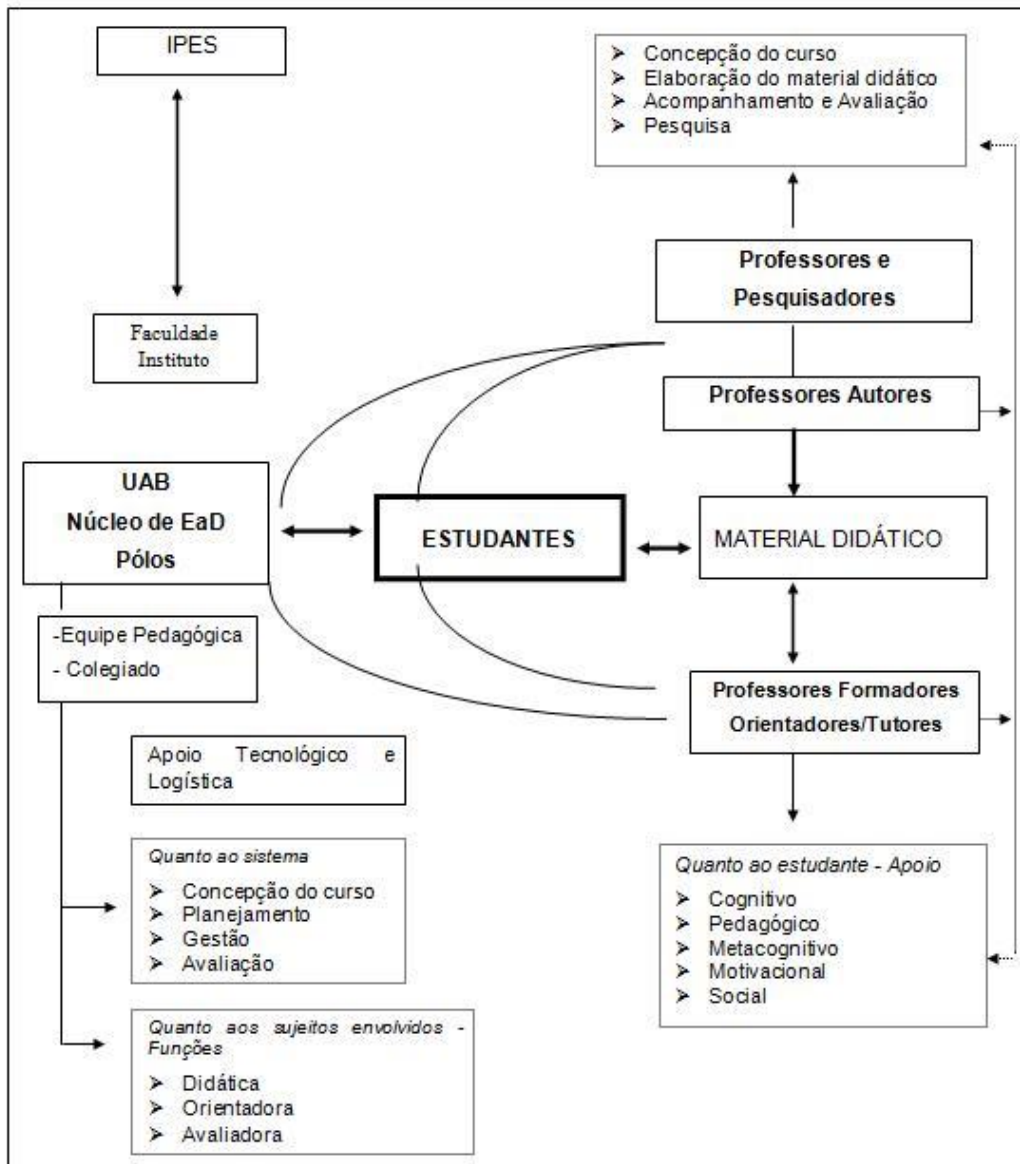 IPES
➢ Concepção do curso
➢ Elaboração do material didático
➢ Acompanhamento e Avaliação
➢ Pesquisa
Professores e
Pesquisadores
Faculdade
Instituto
Professores Autores
UAB
Núcleo de EaD
Pólos
ESTUDANTES
MATERIAL DIDÁTICO
-Equipe Pedagógica
- Colegiado
Professores Formadores
Orientadores/Tutores
Apoio Tecnológico e
Logística
Quanto ao sistema
➢ Concepção do curso
➢ Planejamento
➢ Gestão
➢ Avaliação
Quanto ao estudante - Apoio
➢ Cognitivo
➢ Pedagógico
➢ Metacognitivo
➢ Motivacional
➢ Social
Quanto aos sujeitos envolvidos -
Funções
➢ Didática
➢ Orientadora
➢ Avaliadora